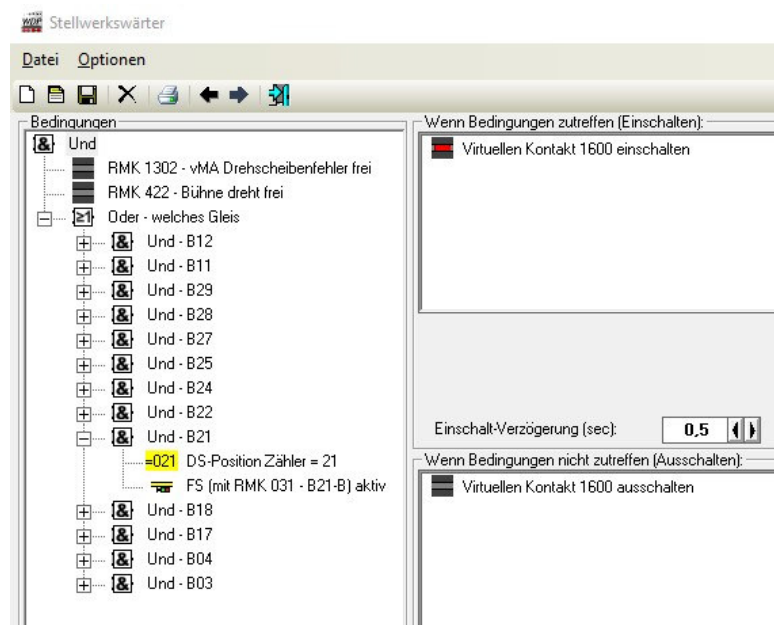 WDP Stellwerkswärter
Datei Optionen
Bedingungen
& Und
RMK 1302 - vMA Drehscheibenfehler frei
RMK 422 - Bühne dreht frei
≥1 Oder - welches Gleis
& Und - B12
& Und - B11
& Und - B29
& Und - B28
& Und - B27
& Und - B25
& Und - B24
& Und - B22
& Und - B21
=021 DS-Position Zähler = 21
FS (mit RMK 031 - B21-B) aktiv
& Und - B18
& Und - B17
& Und - B04
& Und - B03
Wenn Bedingungen zutreffen (Einschalten):
Virtuellen Kontakt 1600 einschalten
Einschalt-Verzögerung (sec): 0,5
Wenn Bedingungen nicht zutreffen (Ausschalten):
Virtuellen Kontakt 1600 ausschalten